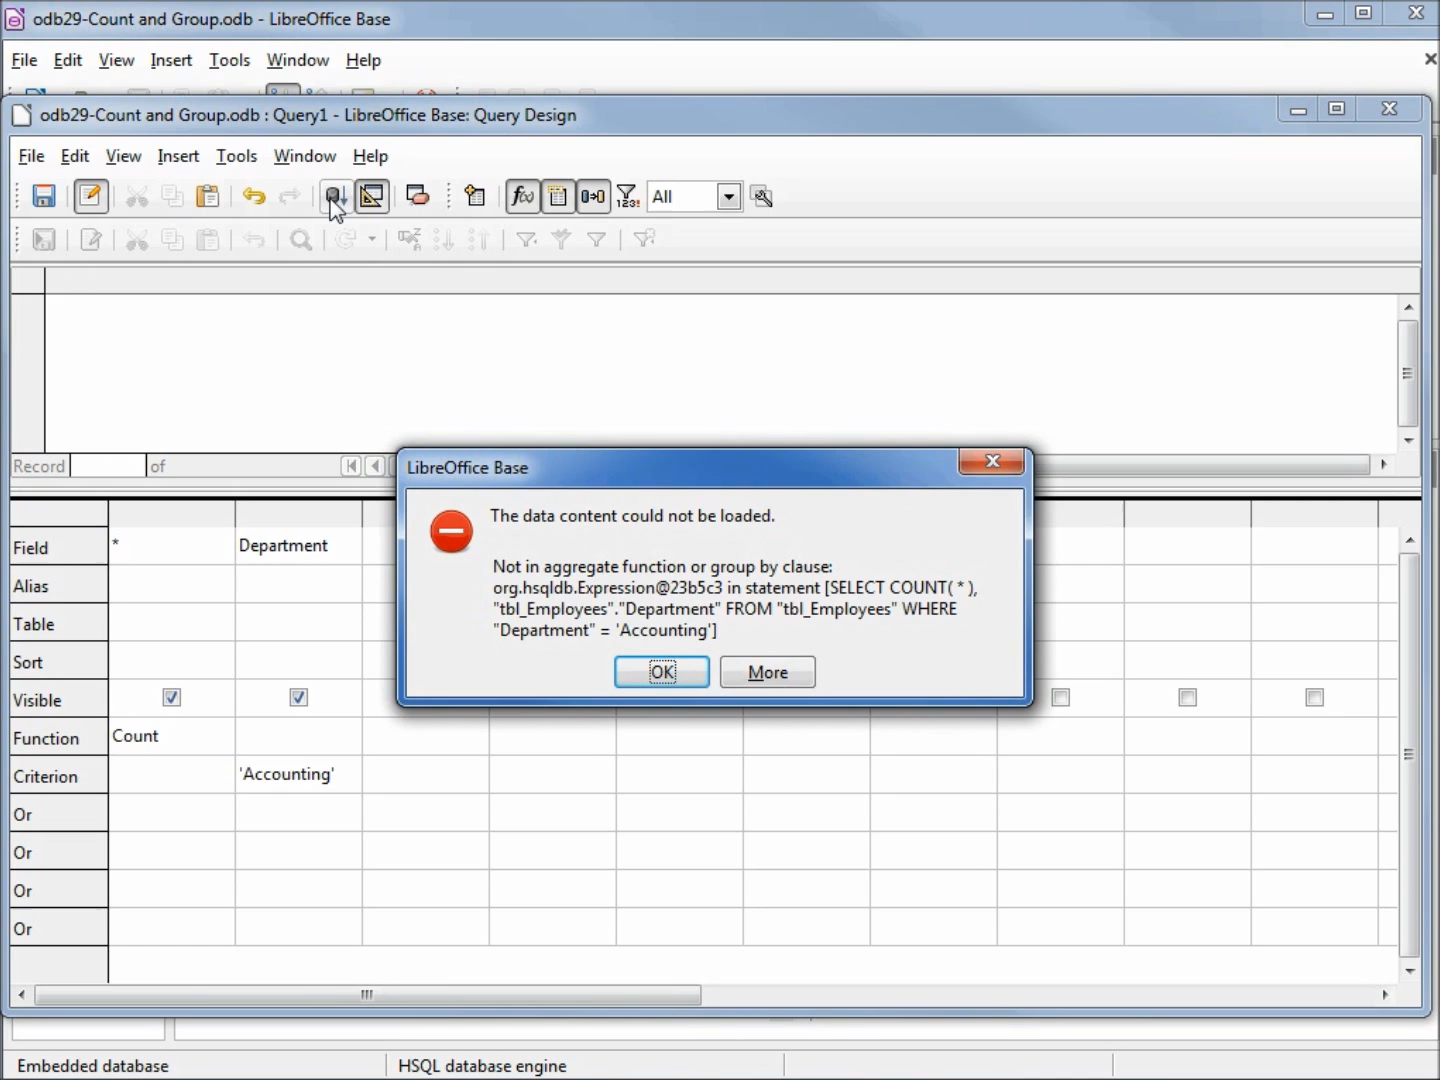 odb29-Count and Group.odb - LibreOffice Base
File Edit View Insert Tools Window Help
odb29-Count and Group.odb : Query1 - LibreOffice Base: Query Design
File Edit View Insert Tools Window Help
f(x) 123! All
Record of
LibreOffice Base
The data content could not be loaded.
Not in aggregate function or group by clause:
org.hsqldb.Expression@23b5c3 in statement [SELECT COUNT( * ),
"tbl_Employees"."Department" FROM "tbl_Employees" WHERE
"Department" = 'Accounting']
OK More
Field * Department
Alias
Table
Sort
Visible
Function Count
Criterion 'Accounting'
Or
Or
Or
Or
Embedded database HSQL database engine